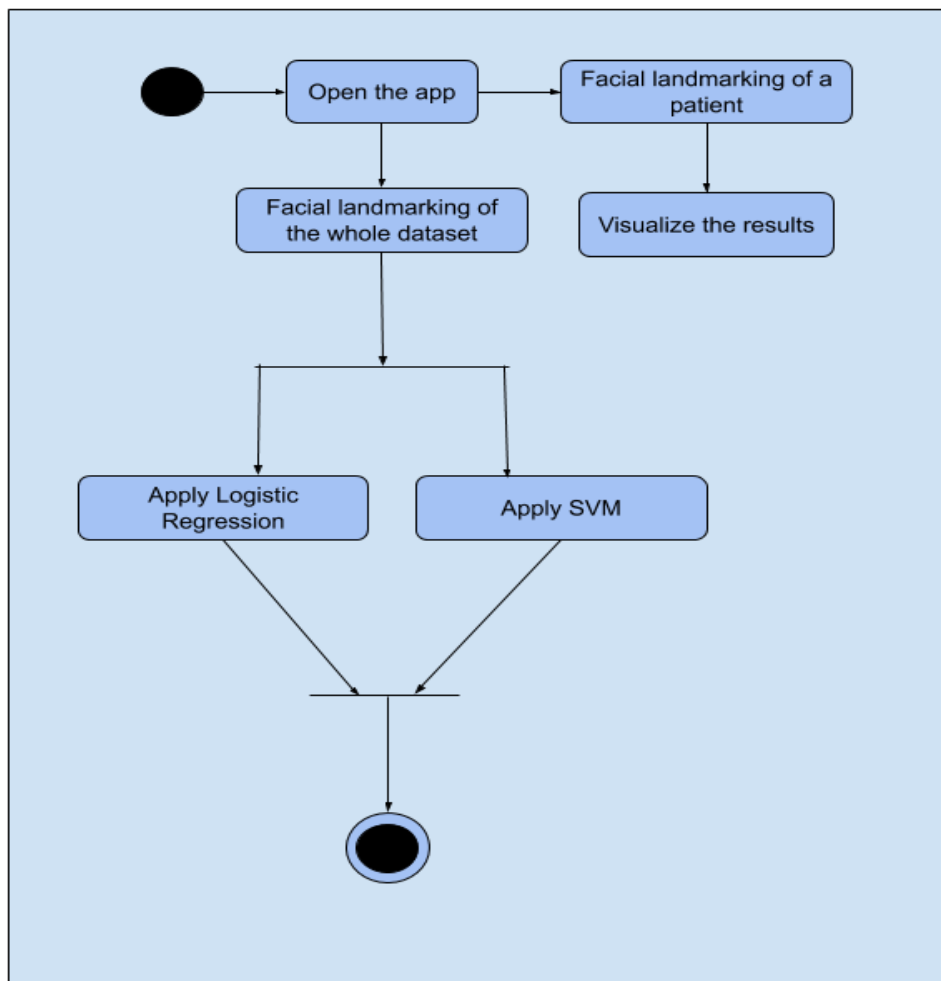 Open the app
Facial landmarking of a
patient
Facial landmarking of
the whole dataset
Visualize the results
Apply Logistic
Regression
Apply SVM